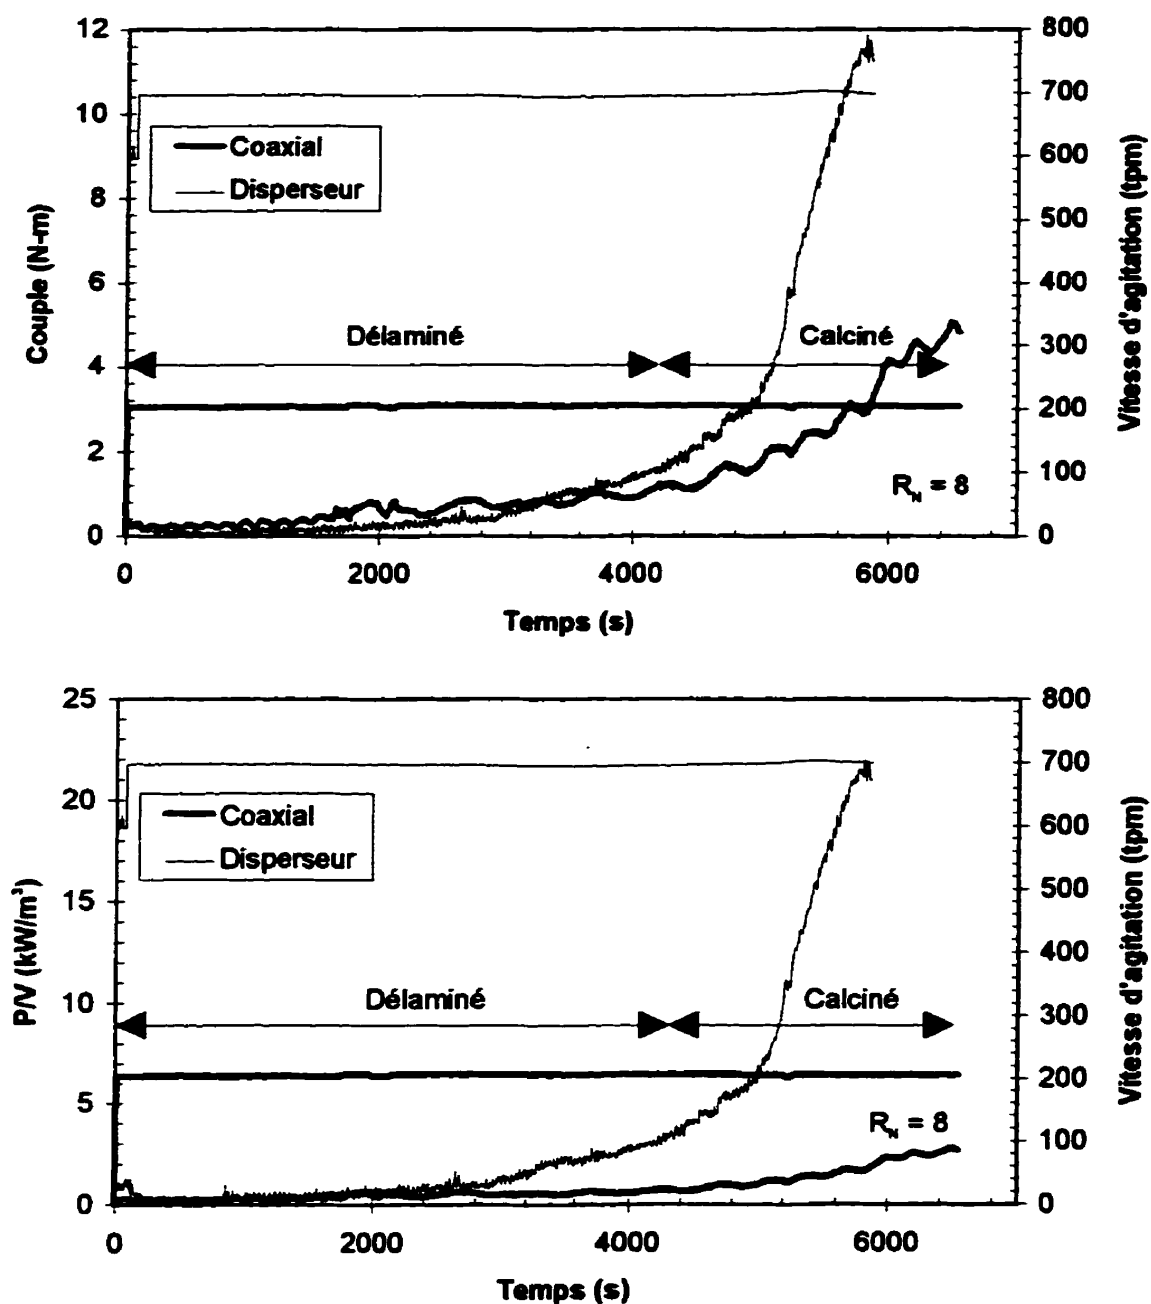 12
10
8
6
4
2
0
Couple (N-m)
800
700
600
500
400
300
200
100
0
Vitesse d'agitation (tpm)
Coaxial
Disperseur
Délaminé
Calciné
R_N = 8
0
2000
4000
6000
Temps (s)
25
20
15
10
5
0
P/V (kW/m³)
800
700
600
500
400
300
200
100
0
Vitesse d'agitation (tpm)
Coaxial
Disperseur
Délaminé
Calciné
R_N = 8
0
2000
4000
6000
Temps (s)